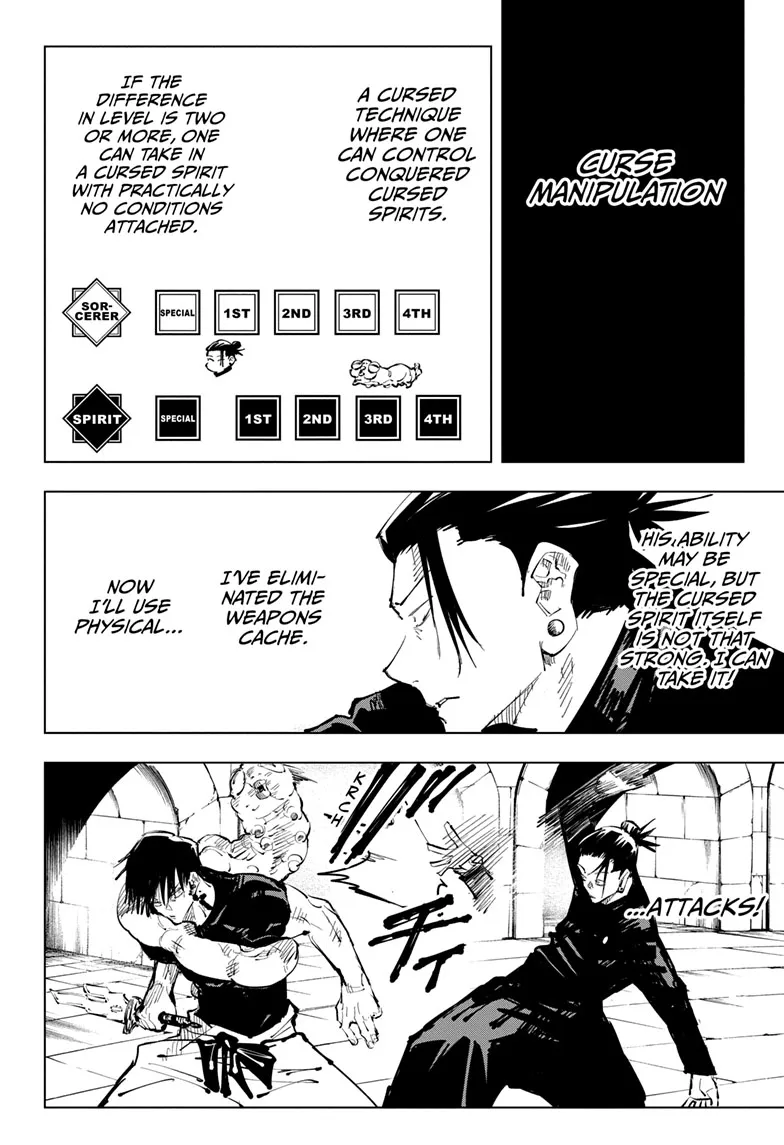 CURSE
MANIPULATION
A CURSED
TECHNIQUE
WHERE ONE
CAN CONTROL
CONQUERED
CURSED
SPIRITS.
IF THE
DIFFERENCE
IN LEVEL IS TWO
OR MORE, ONE
CAN TAKE IN
A CURSED SPIRIT
WITH PRACTICALLY
NO CONDITIONS
ATTACHED.
SOR-
CERER
SPECIAL 1ST 2ND 3RD 4TH
SPIRIT SPECIAL 1ST 2ND 3RD 4TH
HIS ABILITY
MAY BE
SPECIAL, BUT
THE CURSED
SPIRIT ITSELF
IS NOT THAT
STRONG. I CAN
TAKE IT!
I'VE ELIMI-
NATED THE
WEAPONS
CACHE.
NOW
I'LL USE
PHYSICAL...
...ATTACKS!
KRCH